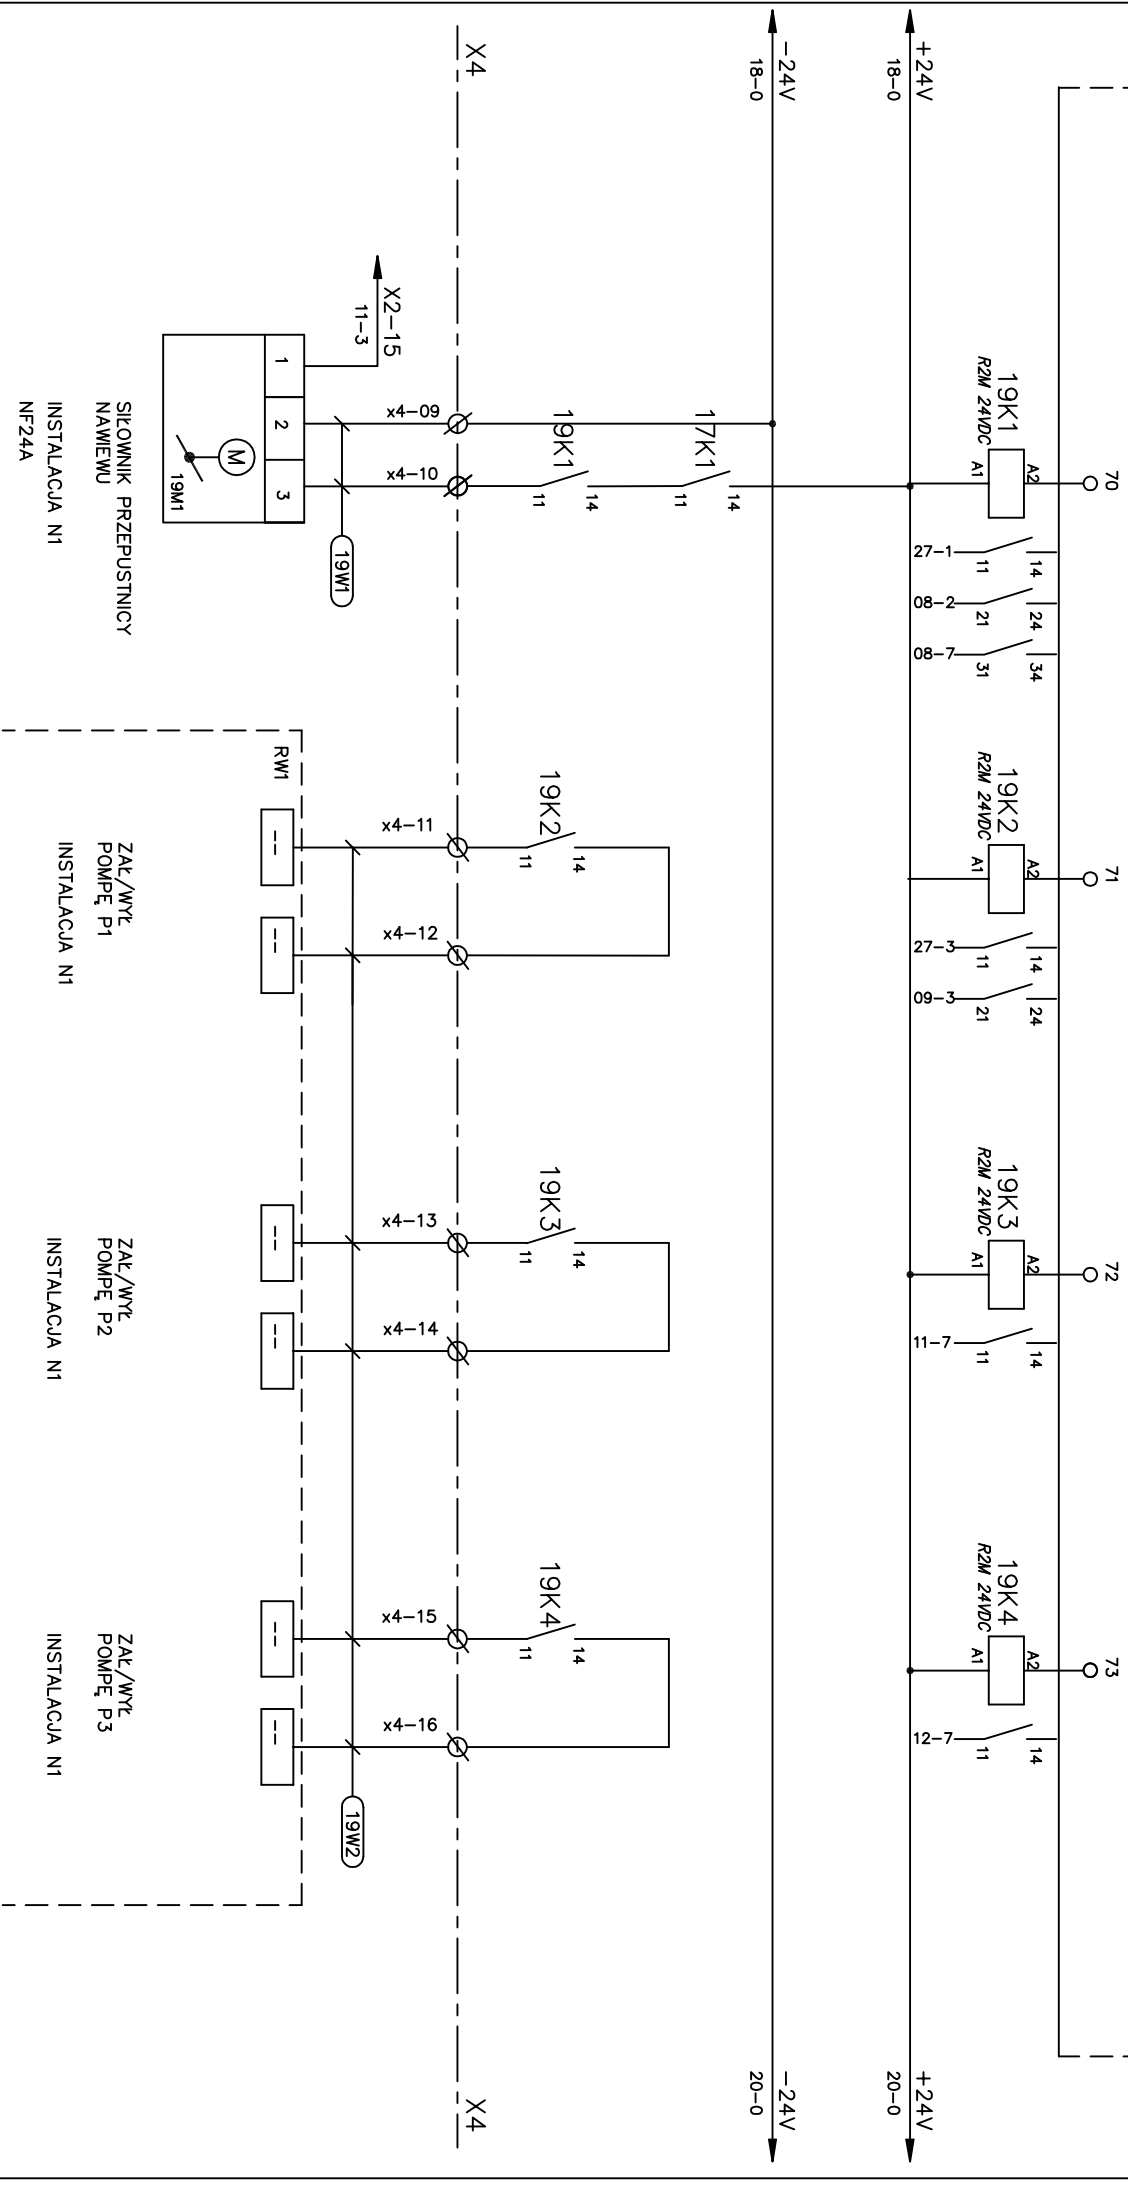 70
71
72
73
19K1
R2M 24VDC
A1
A2
27-1
11
14
08-2
21
24
08-7
31
34
19K2
R2M 24VDC
A1
A2
27-3
11
14
09-3
21
24
19K3
R2M 24VDC
A1
A2
11-7
11
14
19K4
R2M 24VDC
A1
A2
12-7
11
14
+24V
18-0
+24V
20-0
-24V
18-0
-24V
20-0
17K1
11
14
19K1
11
14
19K2
11
14
19K3
11
14
19K4
11
14
X4
X4
X2-15
11-3
x4-09
x4-10
x4-11
x4-12
x4-13
x4-14
x4-15
x4-16
19W1
19W2
1
2
3
M
19M1
RW1
--
--
--
--
--
--
SIŁOWNIK PRZEPUSTNICY
NAWIEWU
INSTALACJA N1
NF24A
ZAŁ/WYŁ
POMPĘ P1
INSTALACJA N1
ZAŁ/WYŁ
POMPĘ P2
INSTALACJA N1
ZAŁ/WYŁ
POMPĘ P3
INSTALACJA N1